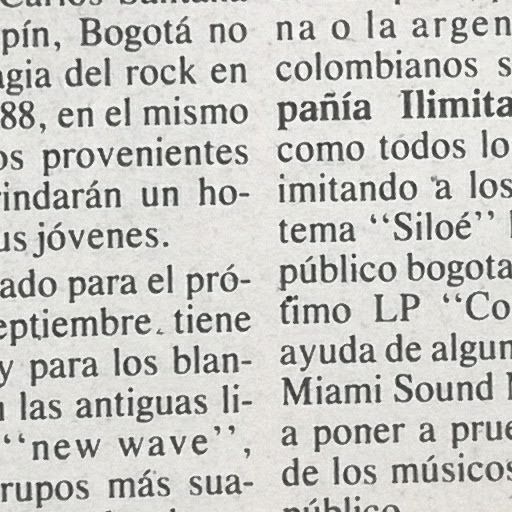 Carlos Santana
pín, Bogotá no
agia del rock en
88, en el mismo
os provenientes
rindarán un ho-
us jóvenes.
ado para el pró-
eptiembre. tiene
y para los blan-
n las antiguas li-
"new wave",
rupos más sua-
na o la argen
colombianos s
pañía Ilimita
como todos lo
imitando a los
tema "Siloé"
público bogota
timo LP "Co
ayuda de algun
Miami Sound M
a poner a prue
de los músicos
público